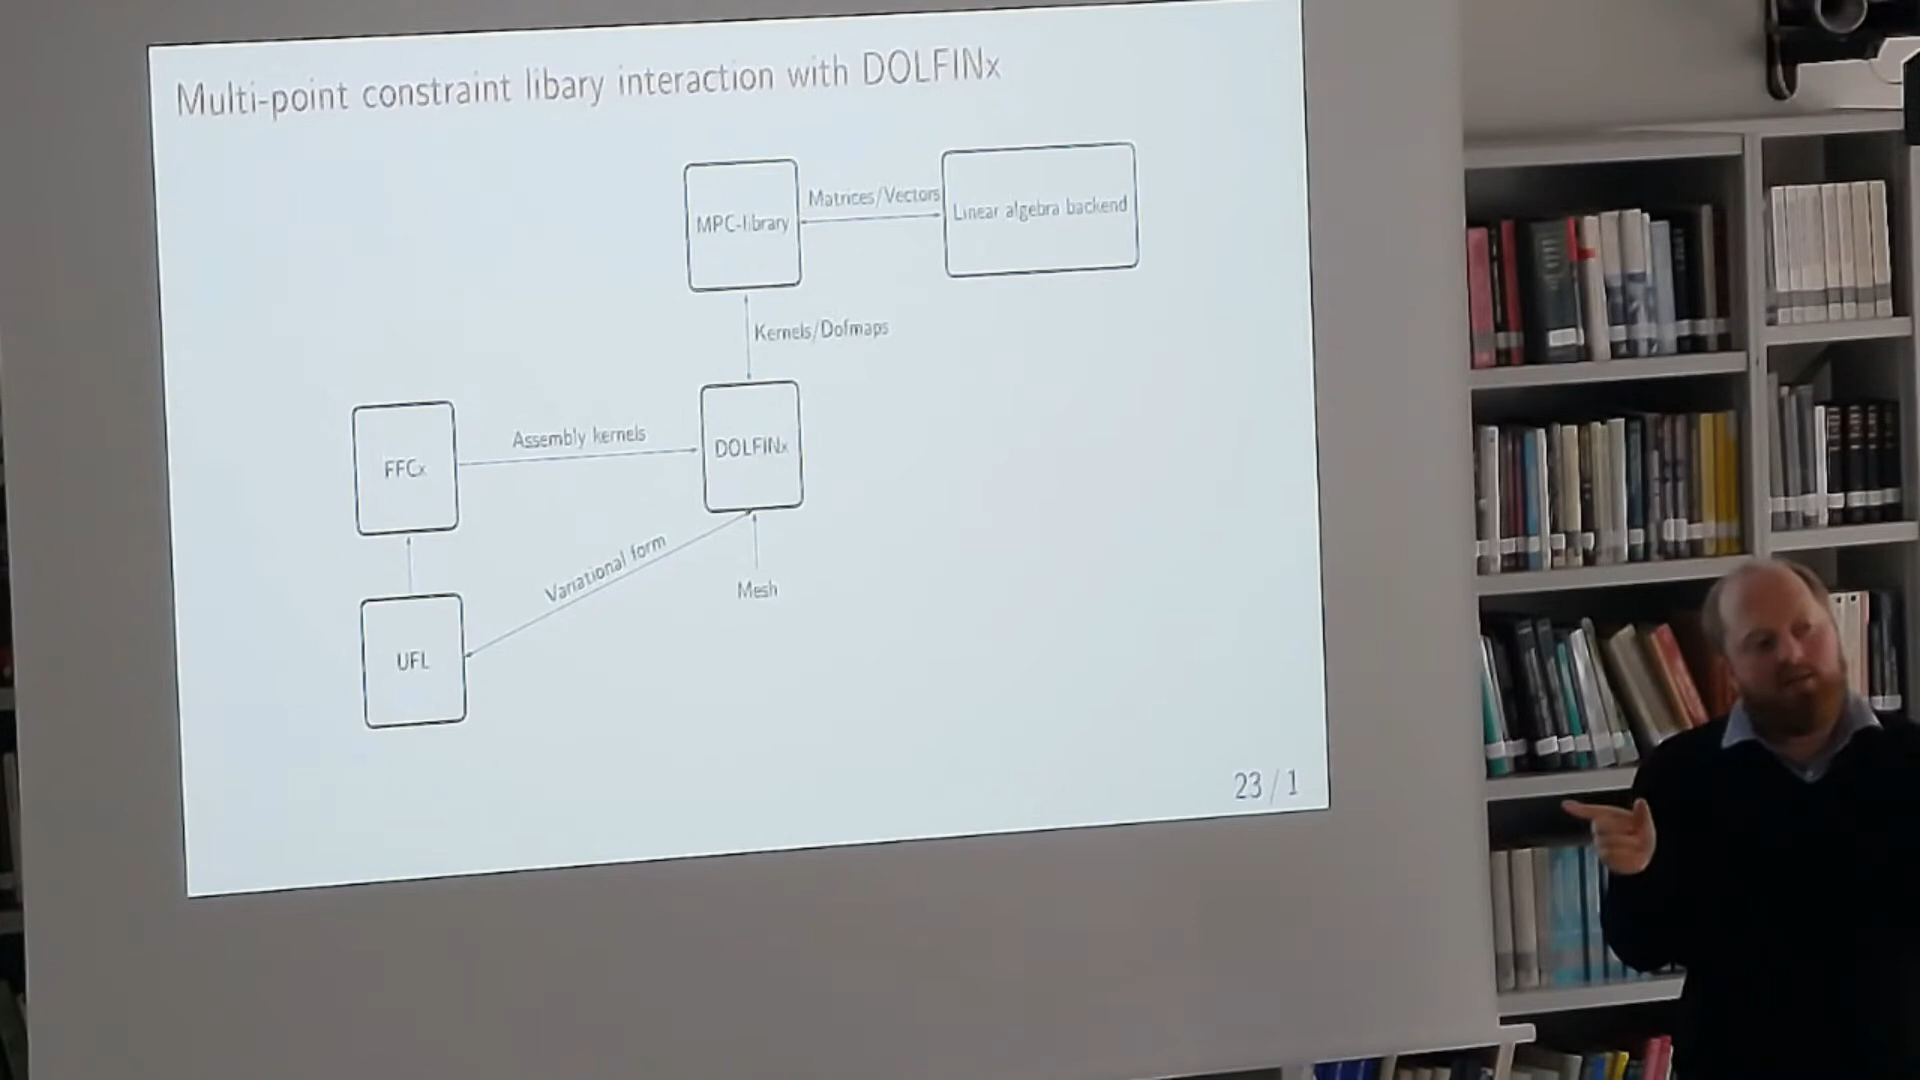 Multi-point constraint libary interaction with DOLFINx
MPC-library
Matrices/Vectors
Linear algebra backend
Kernels/Dofmaps
FFCx
Assembly kernels
DOLFINx
Variational form
Mesh
UFL
23 / 1